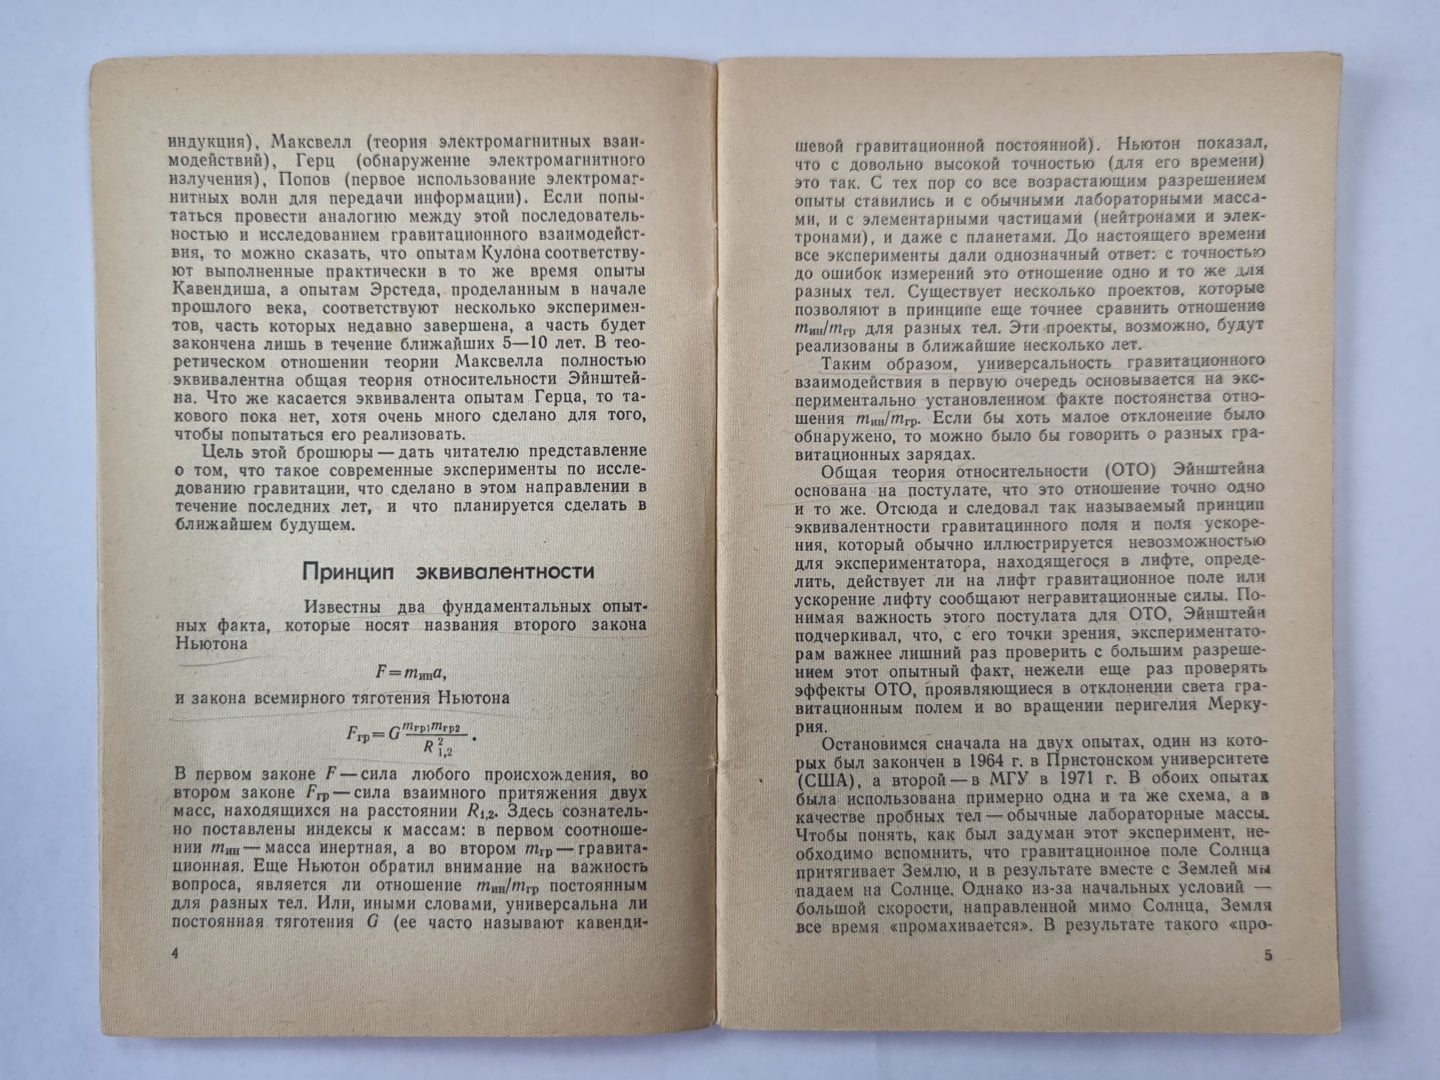 индукция), Максвелл (теория электромагнитных взаи-
модействий), Герц (обнаружение электромагнитного
излучения), Попов (первое использование электромаг-
нитных волн для передачи информации). Если попы-
таться провести аналогию между этой последователь-
ностью и исследованием гравитационного взаимодейст-
вия, то можно сказать, что опытам Кулона соответству-
ют выполненные практически в то же время опыты
Кавендиша, а опытам Эрстеда, проделанным в начале
прошлого века, соответствуют несколько эксперимен-
тов, часть которых недавно завершена, а часть будет
закончена лишь в течение ближайших 5—10 лет. В тео-
ретическом отношении теории Максвелла полностью
эквивалентна общая теория относительности Эйнштей-
на. Что же касается эквивалента опытам Герца, то та-
кового пока нет, хотя очень много сделано для того,
чтобы попытаться его реализовать.
Цель этой брошюры — дать читателю представление
о том, что такое современные эксперименты по иссле-
дованию гравитации, что сделано в этом направлении в
течение последних лет, и что планируется сделать в
ближайшем будущем.
Принцип эквивалентности
Известны два фундаментальных опыт-
ных факта, которые носят названия второго закона
Ньютона
F = mина,
и закона всемирного тяготения Ньютона
Fгр = G mгр1mгр2 / R²1,2 .
В первом законе F — сила любого происхождения, во
втором законе Fгр — сила взаимного притяжения двух
масс, находящихся на расстоянии R1,2. Здесь сознатель-
но поставлены индексы к массам: в первом соотноше-
нии mин — масса инертная, а во втором mгр — гравита-
ционная. Еще Ньютон обратил внимание на важность
вопроса, является ли отношение mин/mгр постоянным
для разных тел. Или, иными словами, универсальна ли
постоянная тяготения G (ее часто называют кавенди-
4
шевой гравитационной постоянной). Ньютон показал,
что с довольно высокой точностью (для его времени)
это так. С тех пор со все возрастающим разрешением
опыты ставились и с обычными лабораторными масса-
ми, и с элементарными частицами (нейтронами и элек-
тронами), и даже с планетами. До настоящего времени
все эксперименты дали однозначный ответ: с точностью
до ошибок измерений это отношение одно и то же для
разных тел. Существует несколько проектов, которые
позволяют в принципе еще точнее сравнить отношение
mин/mгр для разных тел. Эти проекты, возможно, будут
реализованы в ближайшие несколько лет.
Таким образом, универсальность гравитационного
взаимодействия в первую очередь основывается на экс-
периментально установленном факте постоянства отно-
шения mин/mгр. Если бы хоть малое отклонение было
обнаружено, то можно было бы говорить о разных гра-
витационных зарядах.
Общая теория относительности (ОТО) Эйнштейна
основана на постулате, что это отношение точно одно
и то же. Отсюда и следовал так называемый принцип
эквивалентности гравитацинного поля и поля ускоре-
ния, который обычно иллюстрируется невозможностью
для экспериментатора, находящегося в лифте, опреде-
лить, действует ли на лифт гравитационное поле или
ускорение лифту сообщают негравитационные силы. По-
нимая важность этого постулата для ОТО, Эйнштейн
подчеркивал, что, с его точки зрения, экспериментато-
рам важнее лишний раз проверить с большим разреше-
нием этот опытный факт, нежели еще раз проверять
эффекты ОТО, проявляющиеся в отклонении света гра-
витационным полем и во вращении перигелия Мерку-
рия.
Остановимся сначала на двух опытах, один из кото-
рых был закончен в 1964 г. в Пристонском университете
(США), а второй — в МГУ в 1971 г. В обоих опытах
была использована примерно одна и та же схема, а в
качестве пробных тел — обычные лабораторные массы.
Чтобы понять, как был задуман этот эксперимент, не-
обходимо вспомнить, что гравитационное поле Солнца
притягивает Землю, и в результате вместе с Землей мы
падаем на Солнце. Однако из-за начальных условий —
большой скорости, направленной мимо Солнца, Земля
все время «промахивается». В результате такого «про-
5